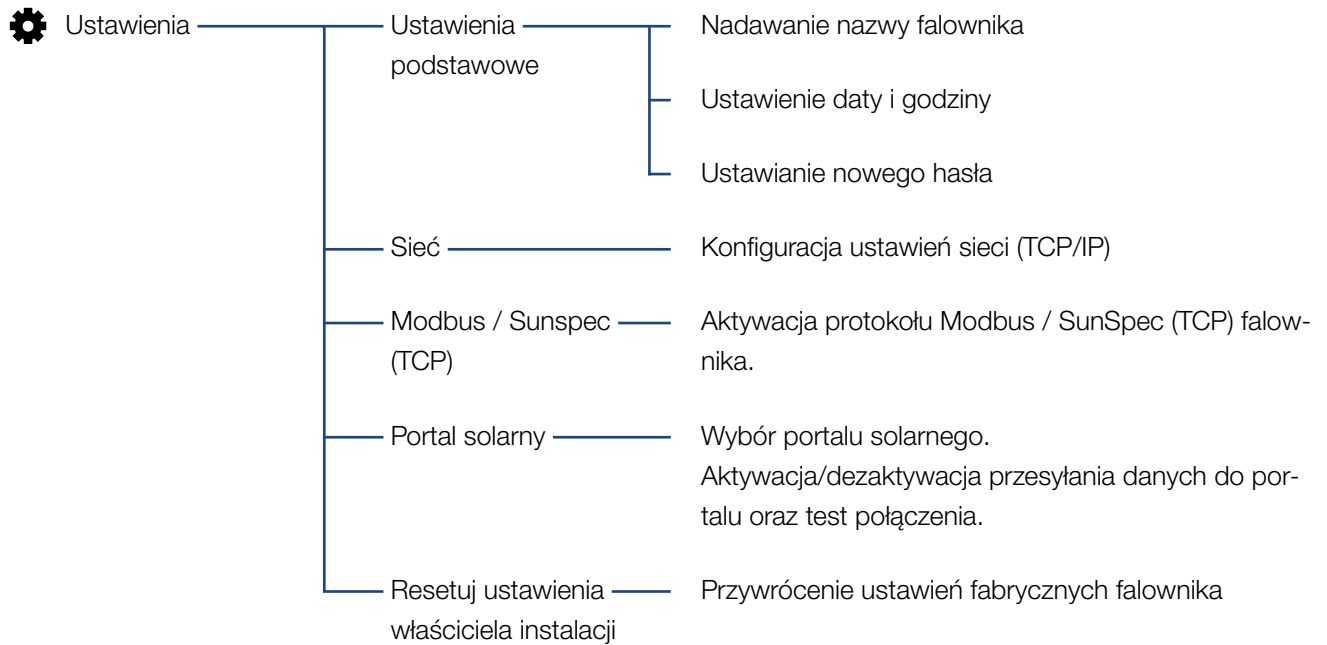 Ustawienia
Ustawienia
podstawowe
Nadawanie nazwy falownika
Ustawienie daty i godziny
Ustawianie nowego hasła
Sieć
Konfiguracja ustawień sieci (TCP/IP)
Modbus / Sunspec
(TCP)
Aktywacja protokołu Modbus / SunSpec (TCP) falow-
nika.
Portal solarny
Wybór portalu solarnego.
Aktywacja/dezaktywacja przesyłania danych do por-
talu oraz test połączenia.
Resetuj ustawienia
właściciela instalacji
Przywrócenie ustawień fabrycznych falownika